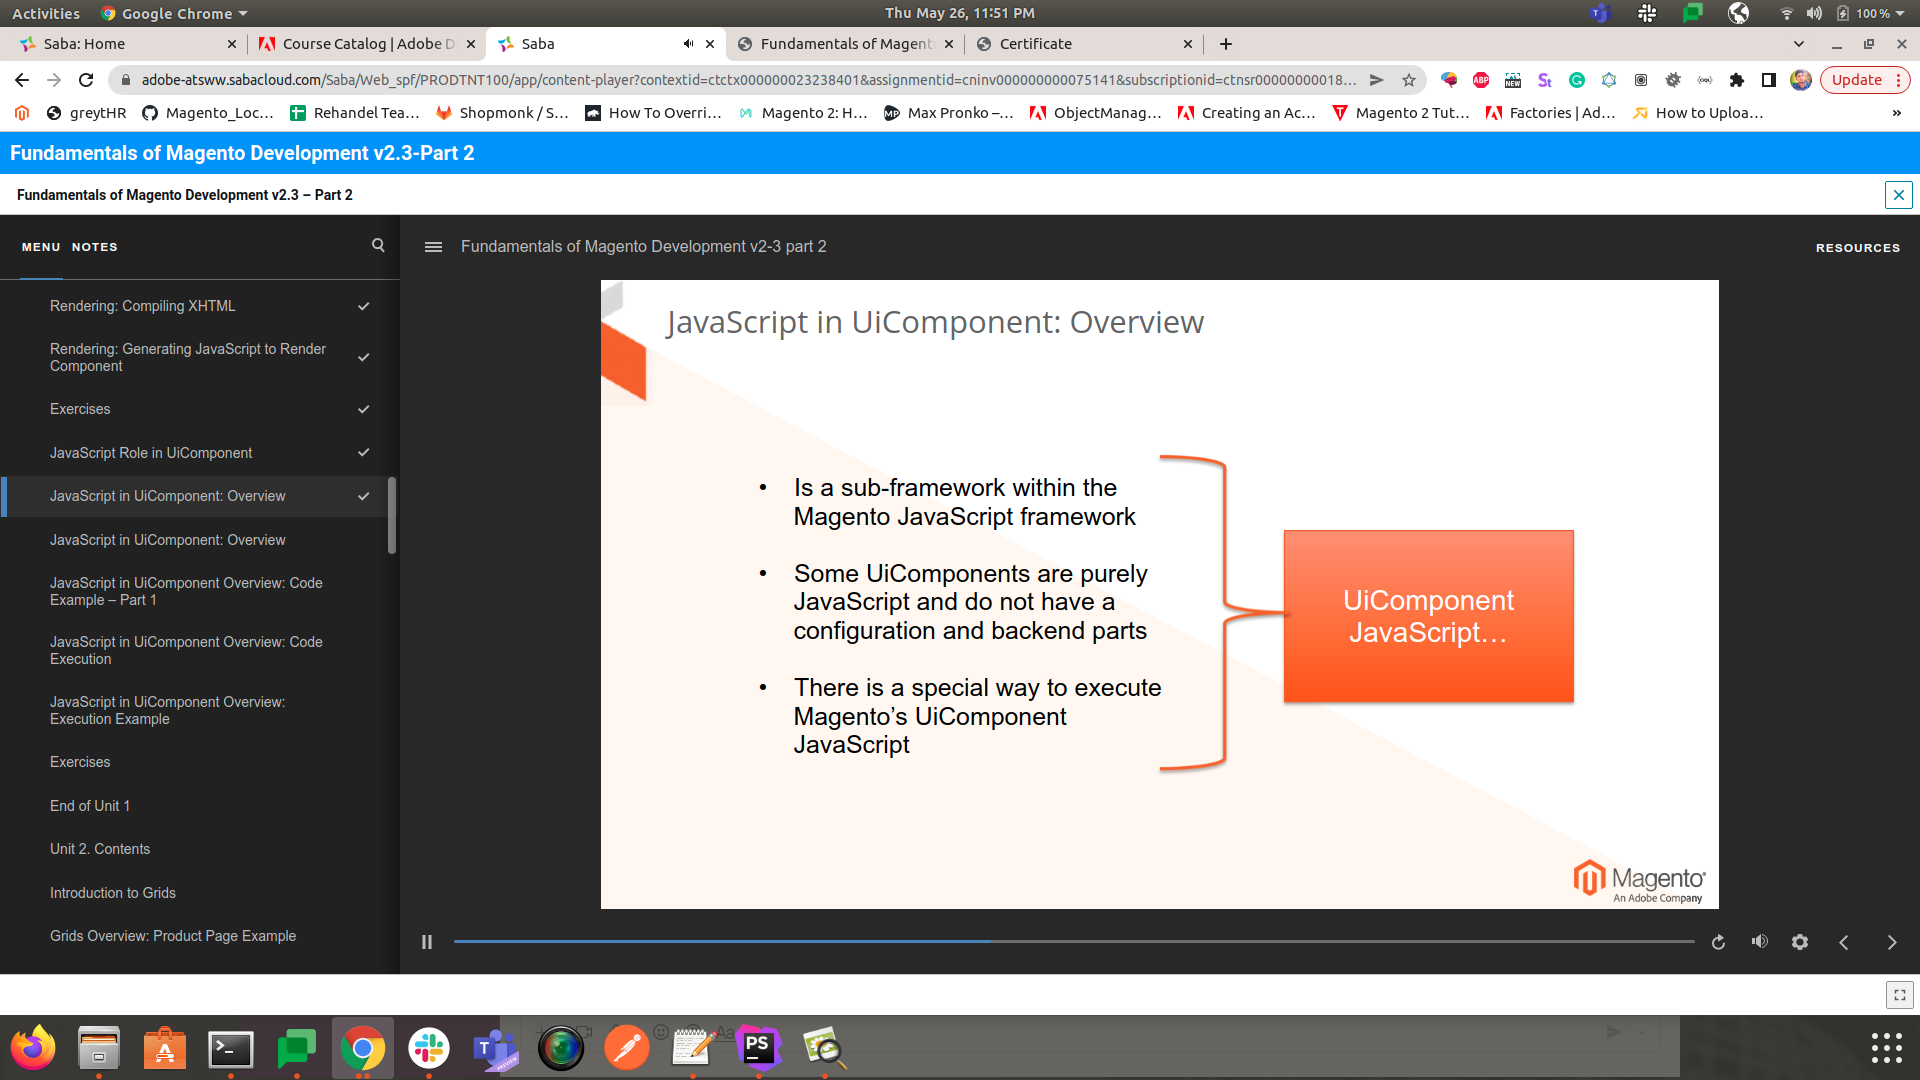 Activities
Google Chrome
Thu May 26, 11:51 PM
100 %
Saba: Home
Course Catalog | Adobe D
Saba
Fundamentals of Magent
Certificate
adobe-atsww.sabacloud.com/Saba/Web_spf/PRODTNT100/app/content-player?contextid=ctctx000000023238401&assignmentid=cninv000000000075141&subscriptionid=ctnsr00000000018...
Update
greytHR
Magento_Loc...
Rehandel Tea...
Shopmonk / S...
How To Overri...
Magento 2: H...
Max Pronko –...
ObjectManag...
Creating an Ac...
Magento 2 Tut...
Factories | Ad...
How to Uploa...
»
Fundamentals of Magento Development v2.3-Part 2
Fundamentals of Magento Development v2.3 – Part 2
MENU
NOTES
Fundamentals of Magento Development v2-3 part 2
RESOURCES
Rendering: Compiling XHTML
Rendering: Generating JavaScript to Render
Component
Exercises
JavaScript Role in UiComponent
JavaScript in UiComponent: Overview
JavaScript in UiComponent: Overview
JavaScript in UiComponent Overview: Code
Example – Part 1
JavaScript in UiComponent Overview: Code
Execution
JavaScript in UiComponent Overview:
Execution Example
Exercises
End of Unit 1
Unit 2. Contents
Introduction to Grids
Grids Overview: Product Page Example
JavaScript in UiComponent: Overview
• Is a sub-framework within the
Magento JavaScript framework
• Some UiComponents are purely
JavaScript and do not have a
configuration and backend parts
• There is a special way to execute
Magento’s UiComponent
JavaScript
UiComponent
JavaScript…
Magento
An Adobe Company